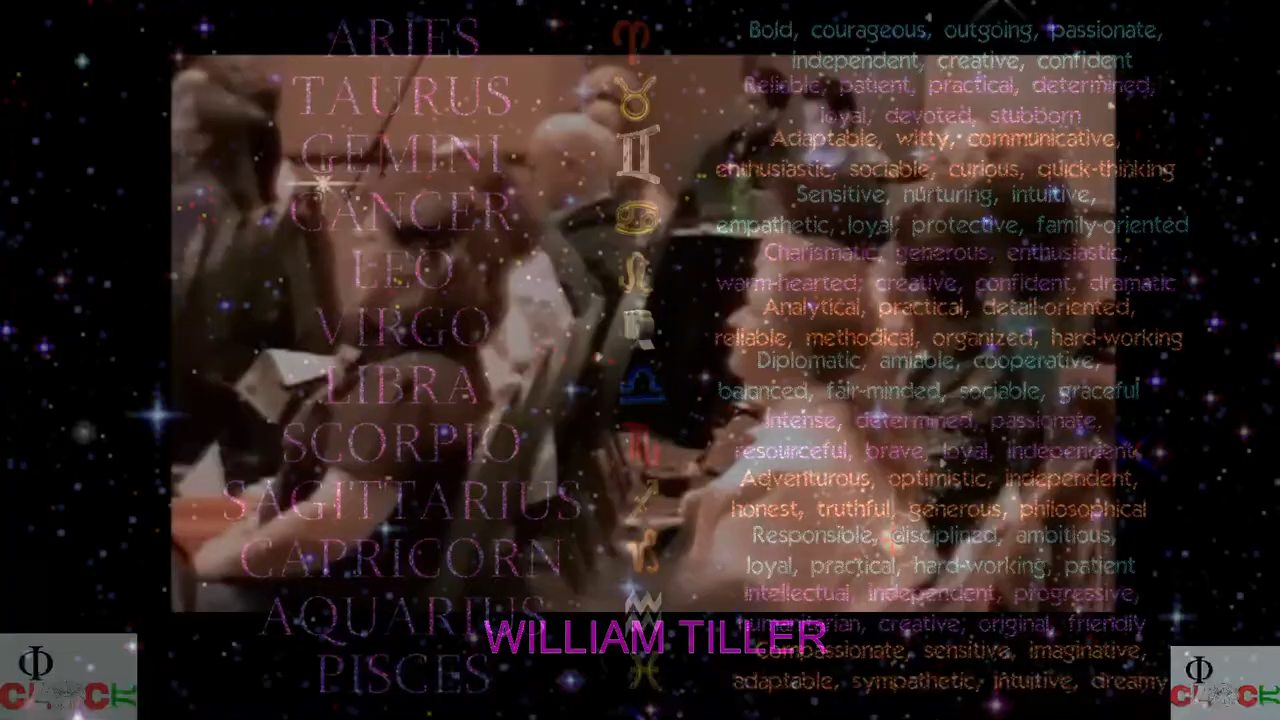 ARIES
Bold, courageous, outgoing, passionate,
independent, creative, confident
TAURUS
Reliable, patient, practical, determined,
loyal, devoted, stubborn
GEMINI
Adaptable, witty, communicative,
enthusiastic, sociable, curious, quick-thinking
CANCER
Sensitive, nurturing, intuitive,
empathetic, loyal, protective, family-oriented
LEO
Charismatic, generous, enthusiastic,
warm-hearted, creative, confident, dramatic
VIRGO
Analytical, practical, detail-oriented,
reliable, methodical, organized, hard-working
LIBRA
Diplomatic, amiable, cooperative,
balanced, fair-minded, sociable, graceful
SCORPIO
Intense, determined, passionate,
resourceful, brave, loyal, independent
SAGITTARIUS
Adventurous, optimistic, independent,
honest, truthful, generous, philosophical
CAPRICORN
Responsible, disciplined, ambitious,
loyal, practical, hard-working, patient
AQUARIUS
Intellectual, independent, progressive,
humanitarian, creative, original, friendly
PISCES
Compassionate, sensitive, imaginative,
adaptable, sympathetic, intuitive, dreamy
WILLIAM TILLER
Φ
Φ